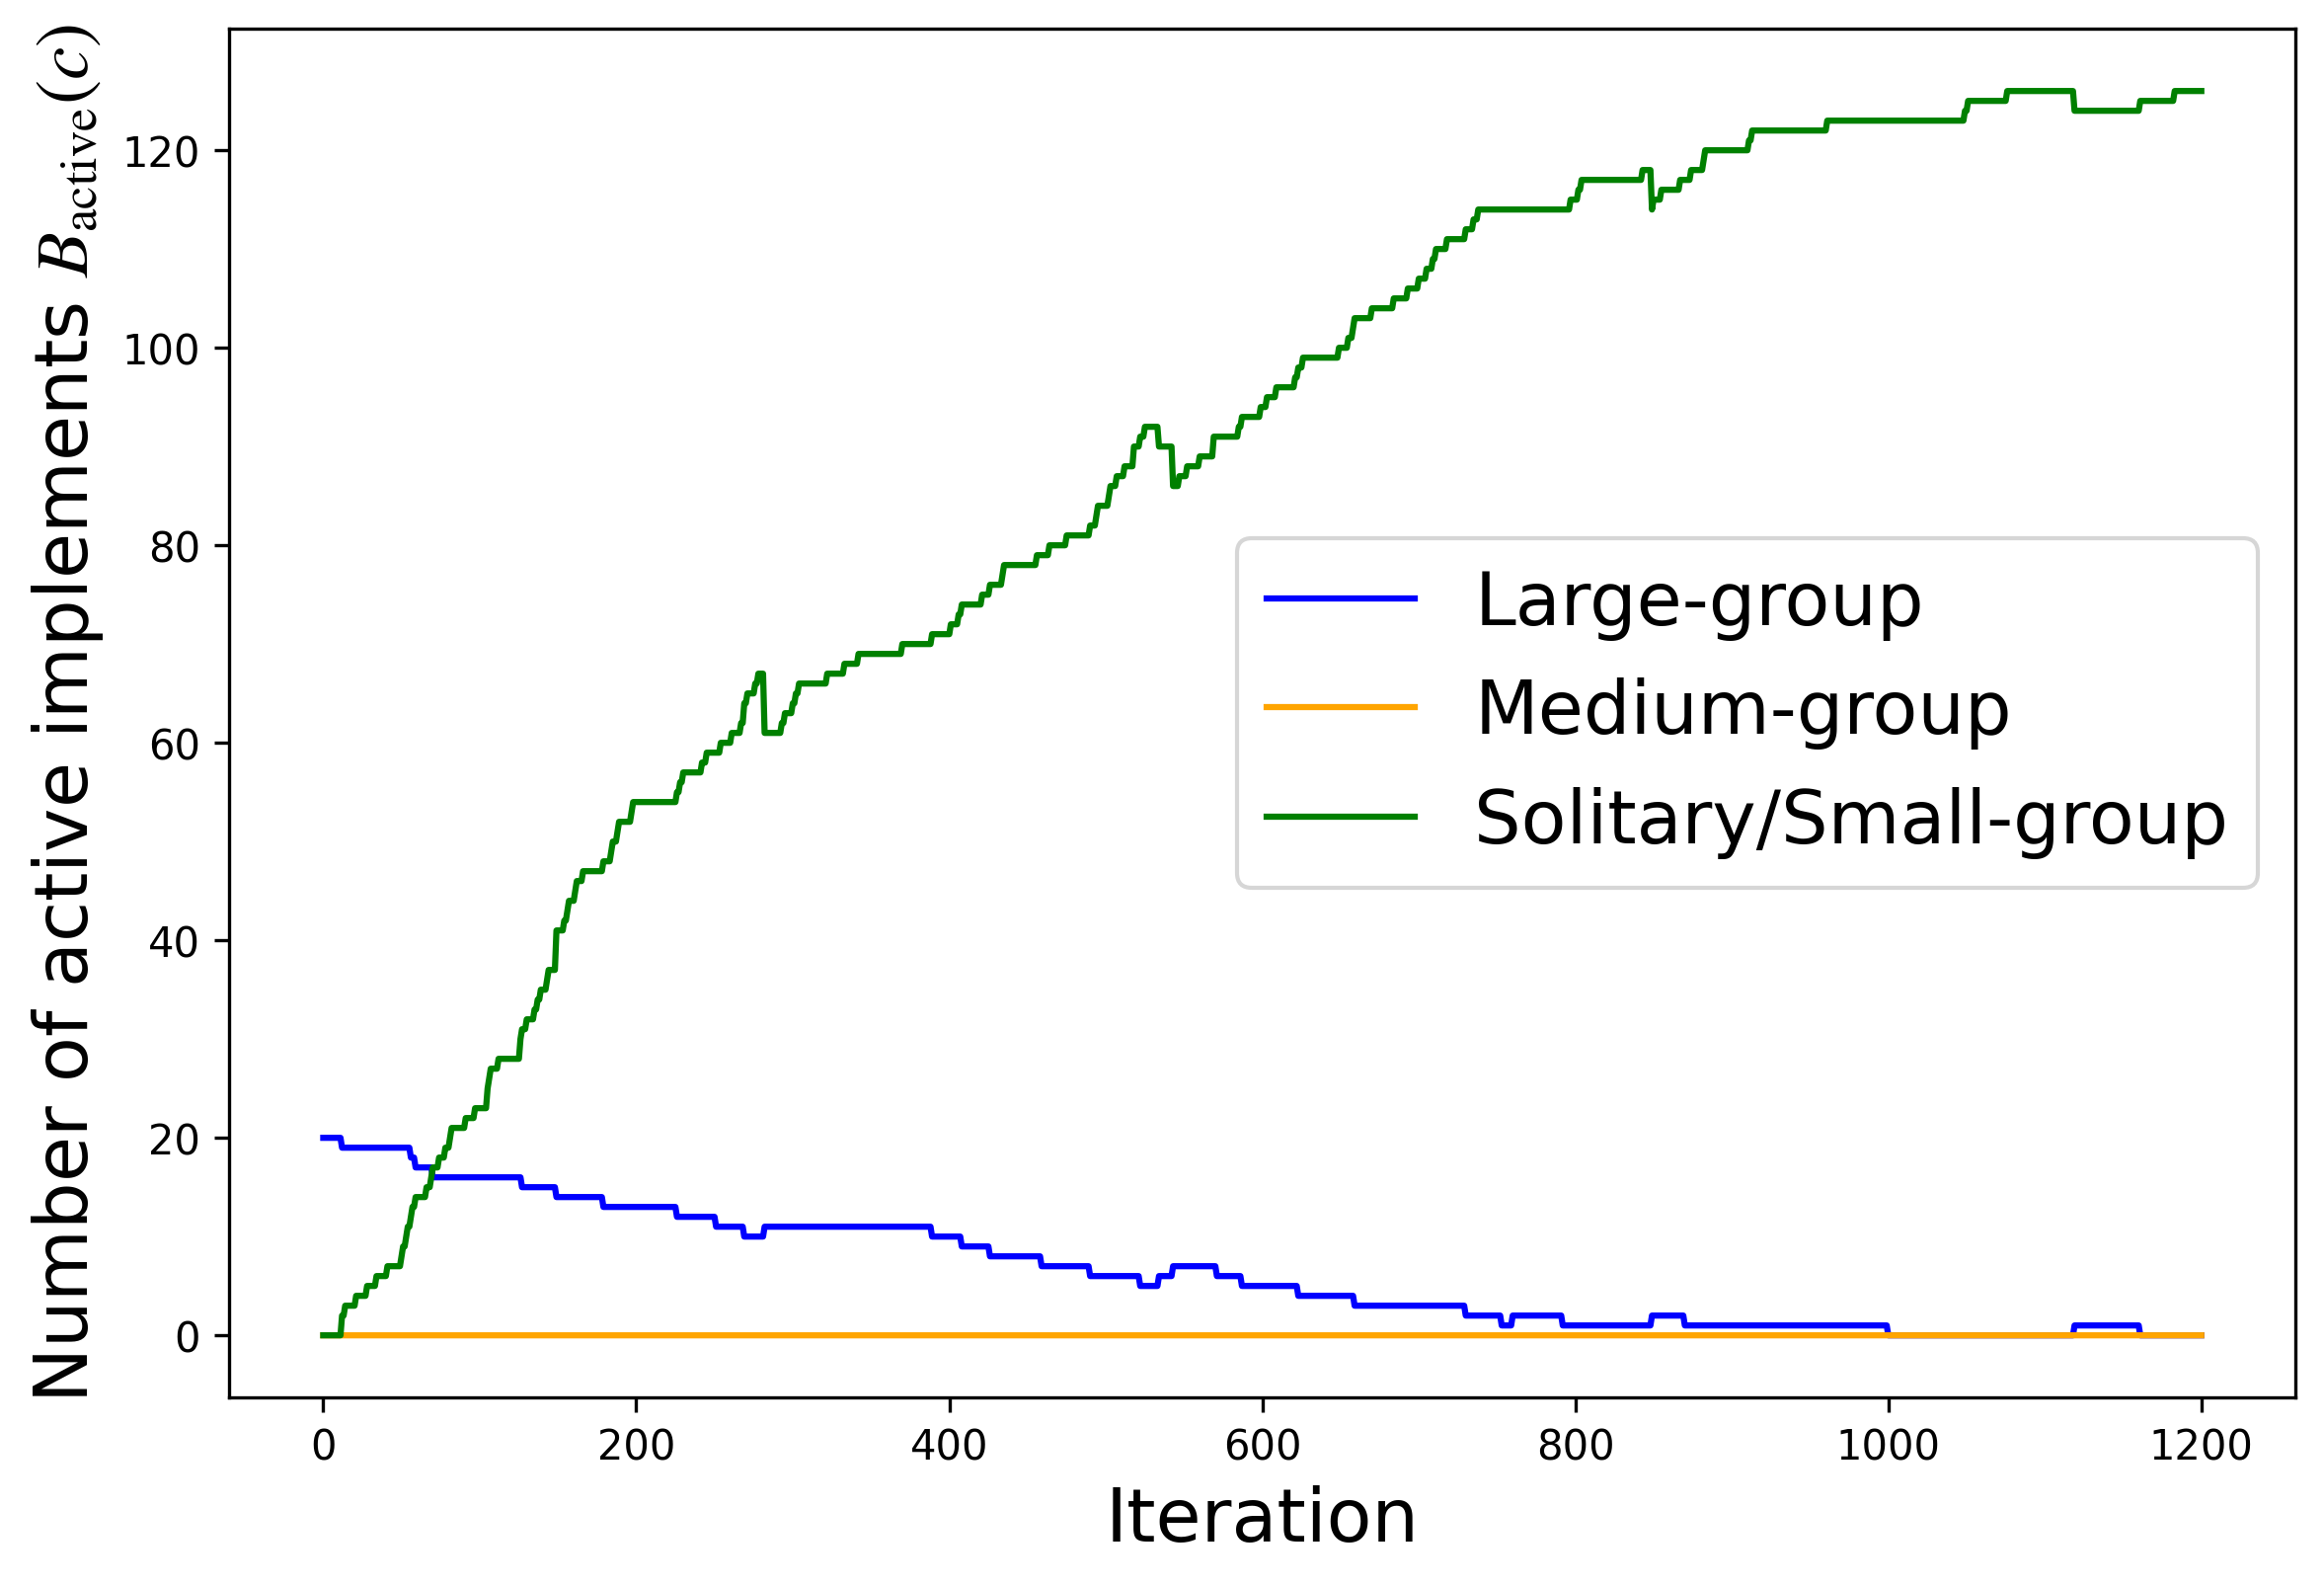 Number of active implements B_active(c)
120
100
80
60
40
20
0
Large-group
Medium-group
Solitary/Small-group
0 200 400 600 800 1000 1200
Iteration